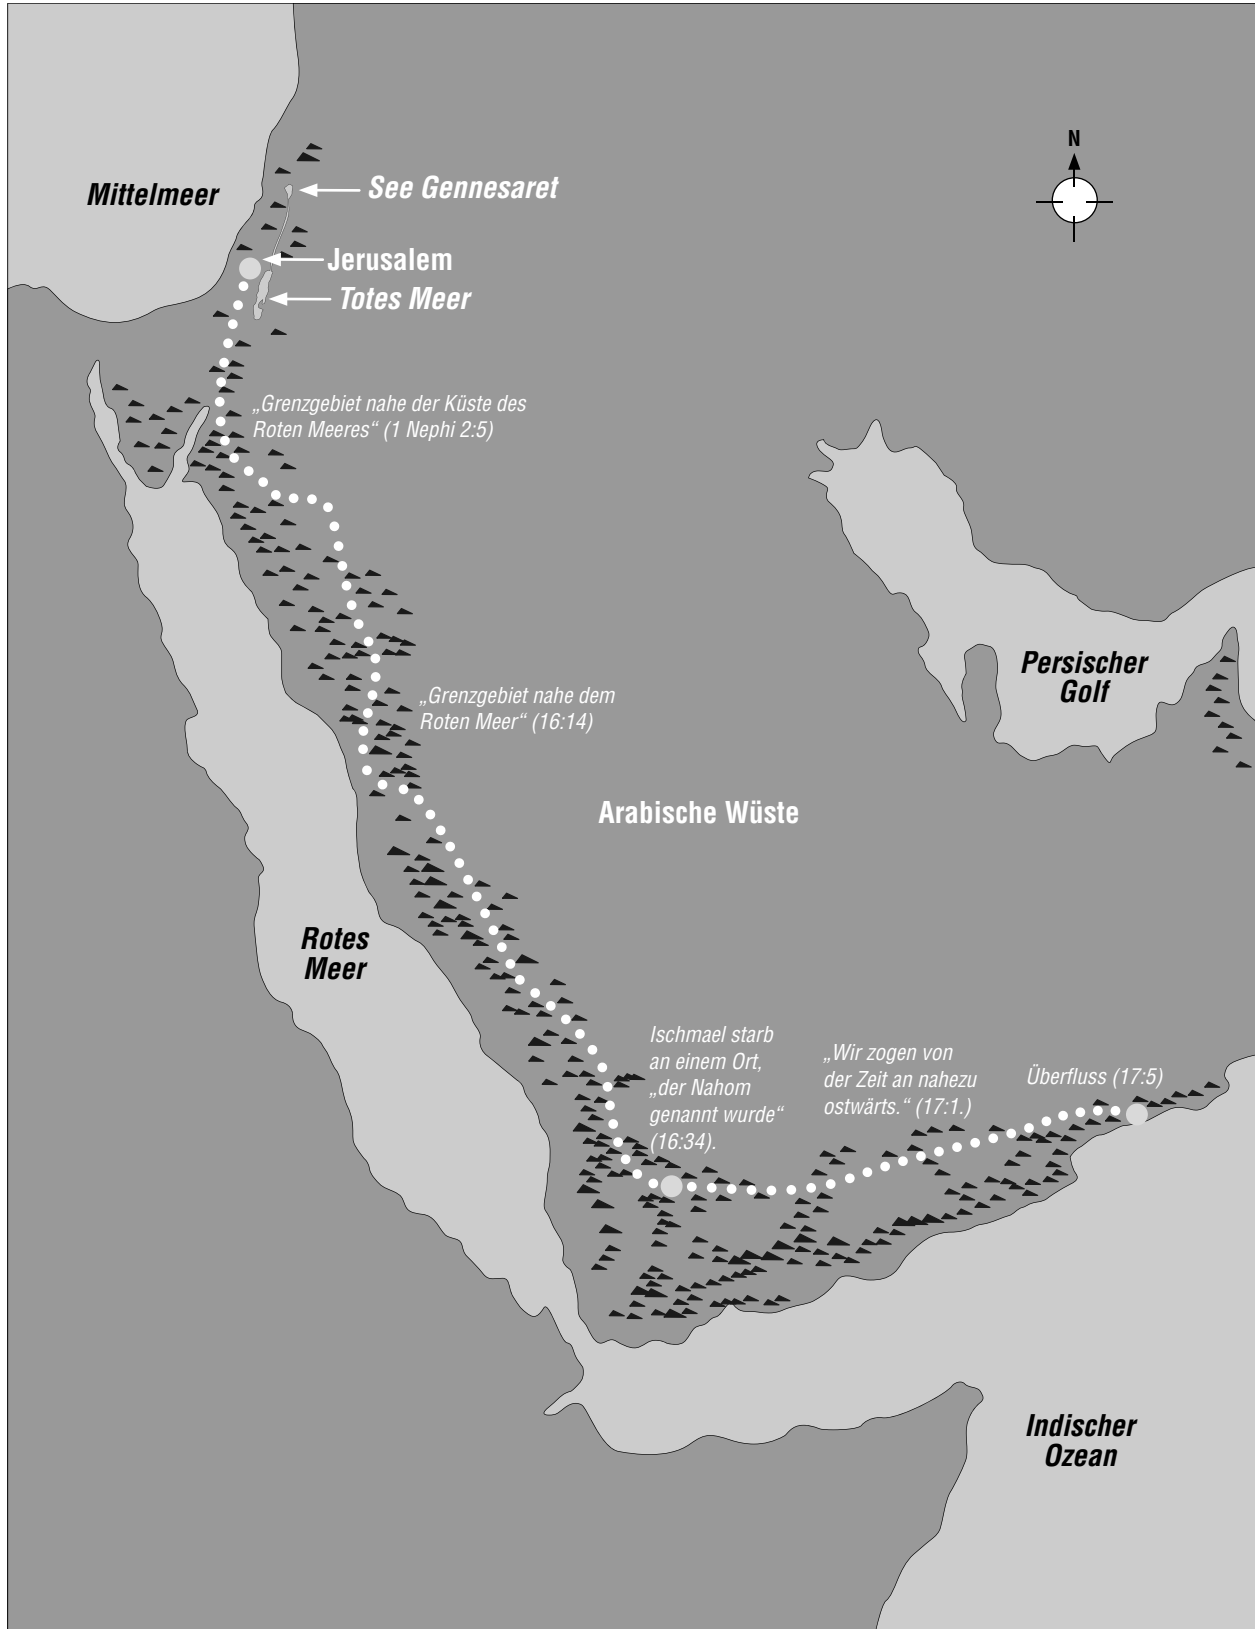 N
Mittelmeer
See Gennesaret
Jerusalem
Totes Meer
„Grenzgebiet nahe der Küste des
Roten Meeres“ (1 Nephi 2:5)
Persischer
Golf
„Grenzgebiet nahe dem
Roten Meer“ (16:14)
Arabische Wüste
Rotes
Meer
Ischmael starb
an einem Ort,
„der Nahom
genannt wurde“
(16:34).
„Wir zogen von
der Zeit an nahezu
ostwärts.“ (17:1.)
Überfluss (17:5)
Indischer
Ozean